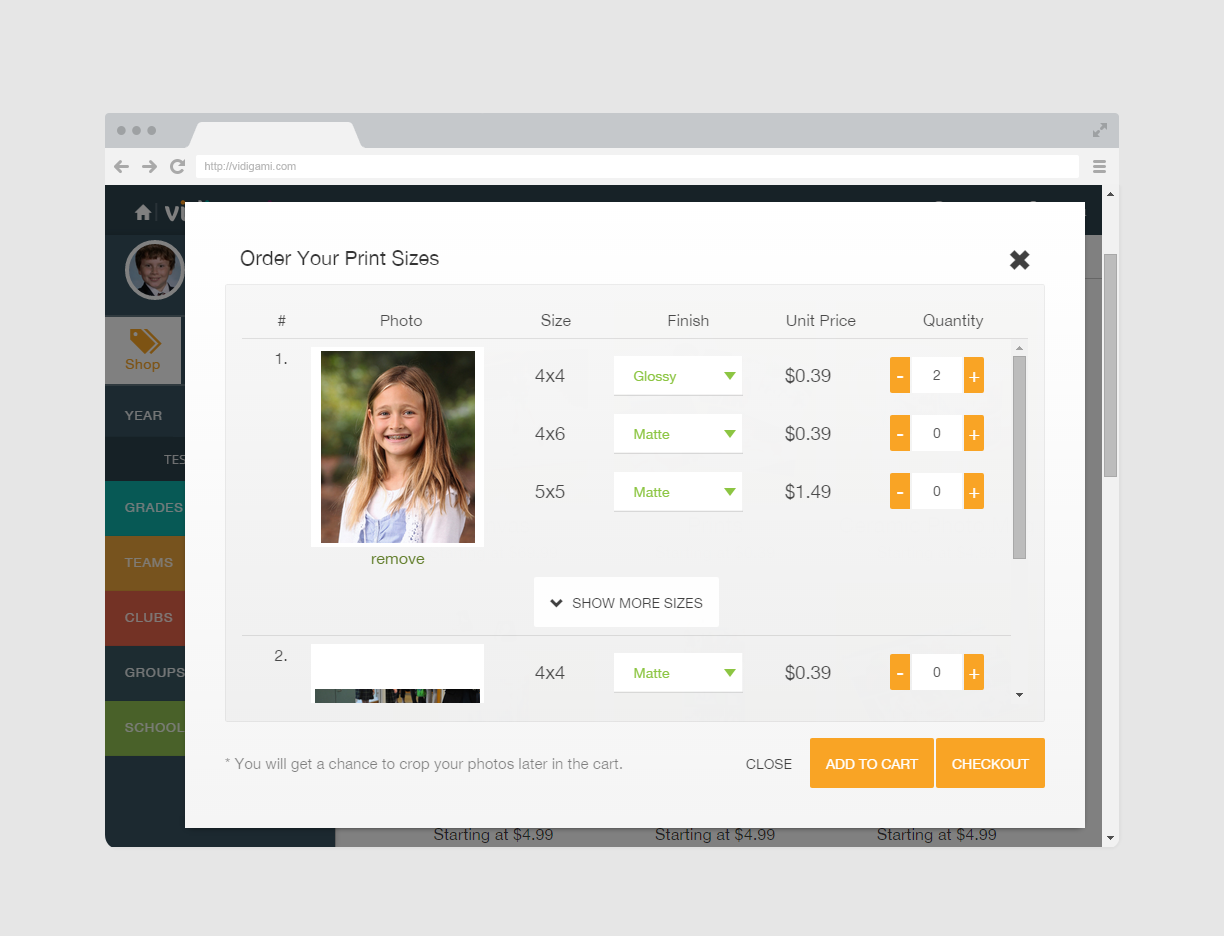 http://vidigami.com
Order Your Print Sizes
Shop
YEAR
GRADES
TEAMS
CLUBS
GROUPS
SCHOOL
# Photo Size Finish Unit Price Quantity
1.
4x4 Glossy $0.39 - 2 +
4x6 Matte $0.39 - 0 +
5x5 Matte $1.49 - 0 +
remove
SHOW MORE SIZES
2.
4x4 Matte $0.39 - 0 +
* You will get a chance to crop your photos later in the cart.
CLOSE ADD TO CART CHECKOUT
Starting at $4.99 Starting at $4.99 Starting at $4.99